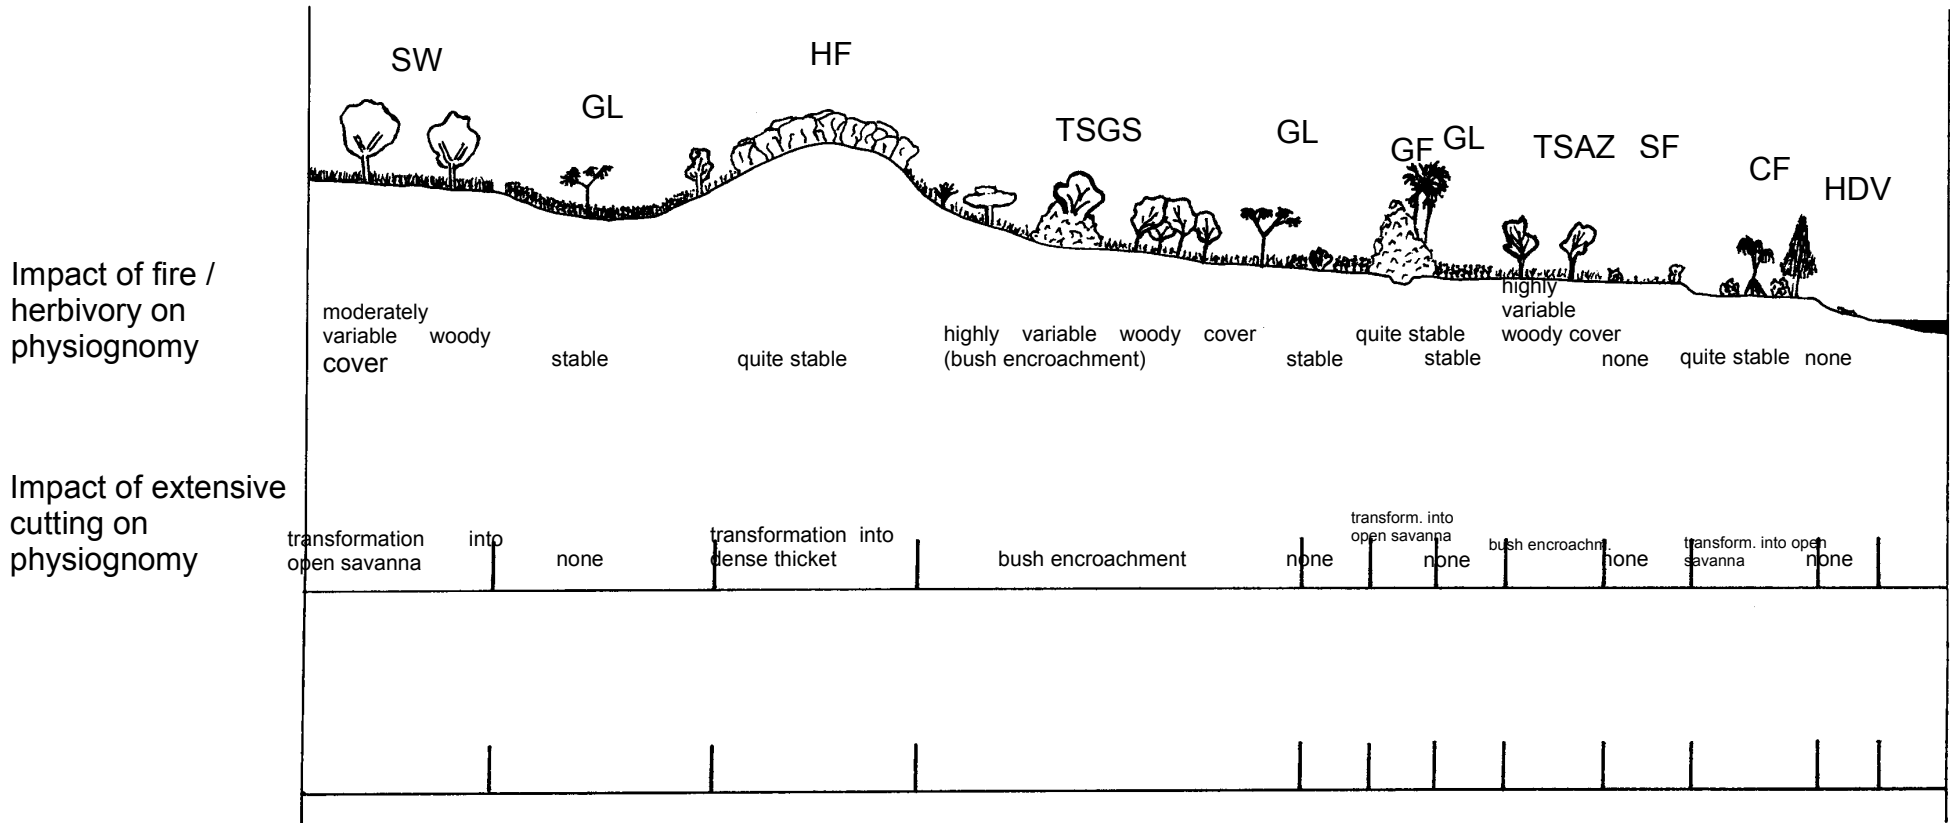 SW
GL
HF
TSGS
GL
GF
GL
TSAZ
SF
CF
HDV
Impact of fire /
herbivory on
physiognomy
moderately
variable woody
cover
stable
quite stable
highly variable woody cover
(bush encroachment)
stable
quite stable
stable
highly
variable
woody cover
none
quite stable
none
Impact of extensive
cutting on
physiognomy
transformation into
open savanna
none
transformation into
dense thicket
bush encroachment
none
transform. into
open savanna
none
bush encroachm.
none
transform. into open
savanna
none